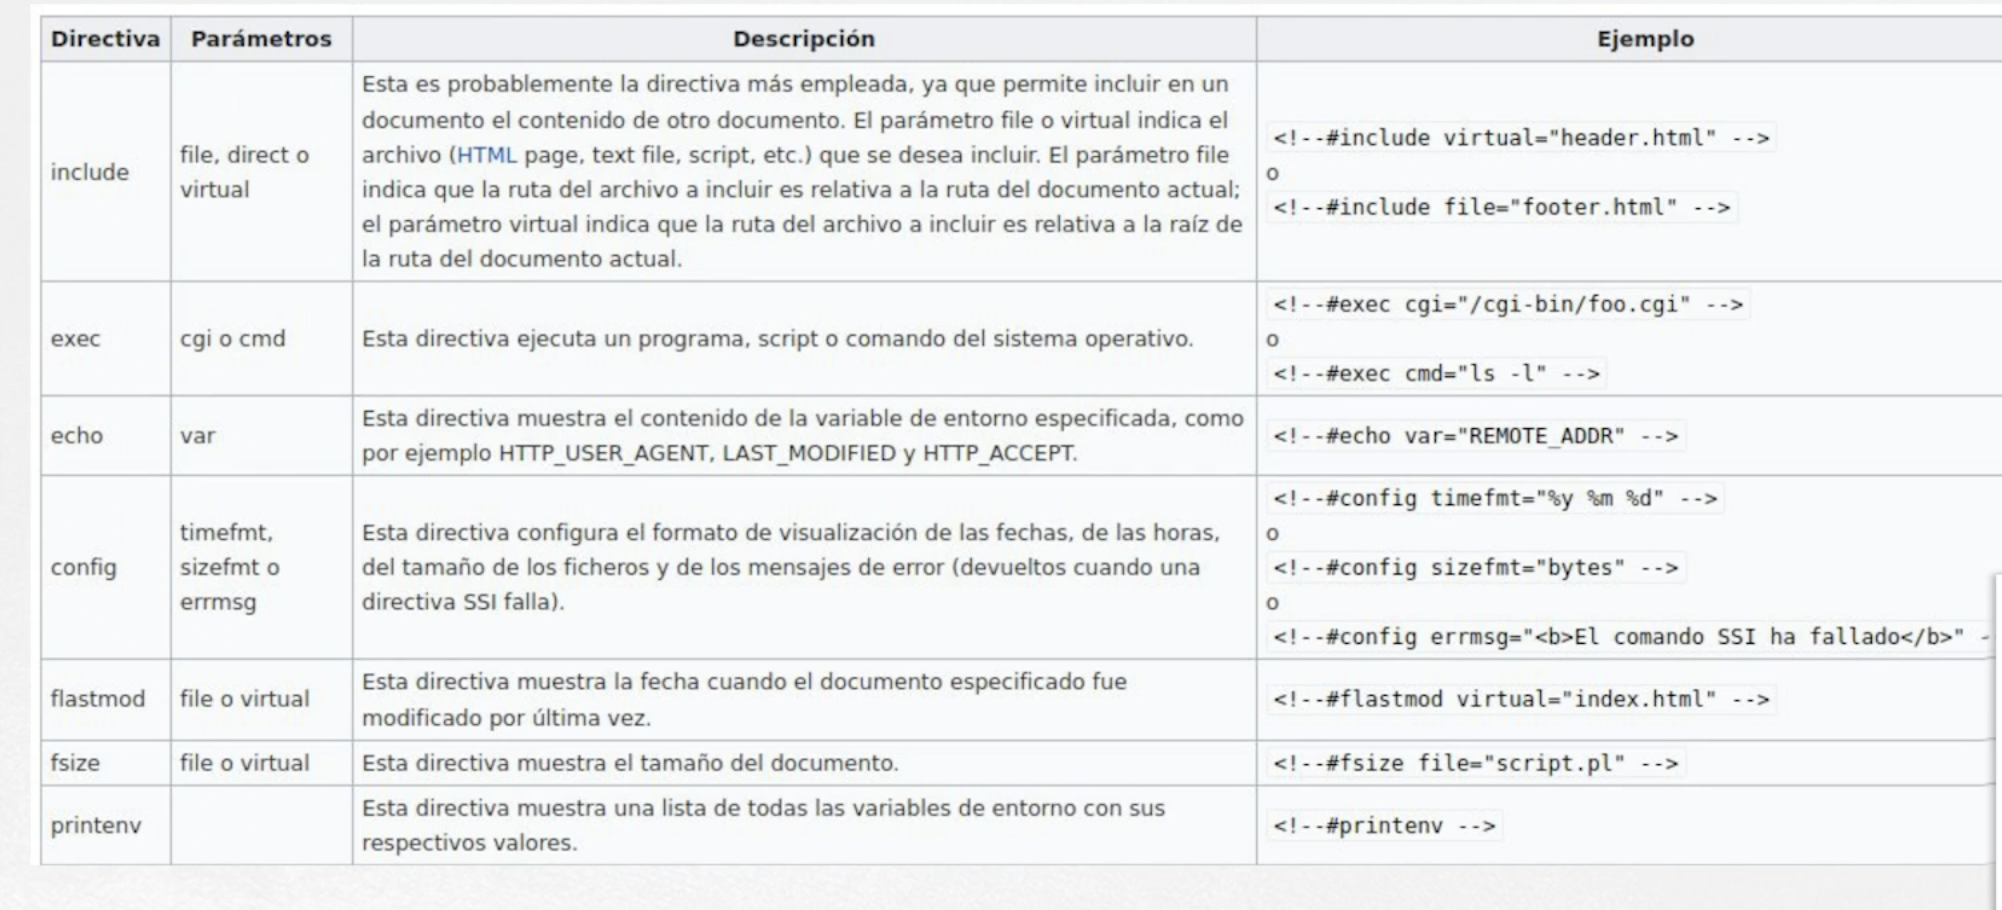 Directiva Parámetros Descripción Ejemplo
include
file, direct o
virtual
Esta es probablemente la directiva más empleada, ya que permite incluir en un
documento el contenido de otro documento. El parámetro file o virtual indica el
archivo (HTML page, text file, script, etc.) que se desea incluir. El parámetro file
indica que la ruta del archivo a incluir es relativa a la ruta del documento actual;
el parámetro virtual indica que la ruta del archivo a incluir es relativa a la raíz de
la ruta del documento actual.
<!--#include virtual="header.html" -->
o
<!--#include file="footer.html" -->
exec
cgi o cmd
Esta directiva ejecuta un programa, script o comando del sistema operativo.
<!--#exec cgi="/cgi-bin/foo.cgi" -->
o
<!--#exec cmd="ls -l" -->
echo
var
Esta directiva muestra el contenido de la variable de entorno especificada, como
por ejemplo HTTP_USER_AGENT, LAST_MODIFIED y HTTP_ACCEPT.
<!--#echo var="REMOTE_ADDR" -->
config
timefmt,
sizefmt o
errmsg
Esta directiva configura el formato de visualización de las fechas, de las horas,
del tamaño de los ficheros y de los mensajes de error (devueltos cuando una
directiva SSI falla).
<!--#config timefmt="%y %m %d" -->
o
<!--#config sizefmt="bytes" -->
o
<!--#config errmsg="<b>El comando SSI ha fallado</b>" -
flastmod
file o virtual
Esta directiva muestra la fecha cuando el documento especificado fue
modificado por última vez.
<!--#flastmod virtual="index.html" -->
fsize
file o virtual
Esta directiva muestra el tamaño del documento.
<!--#fsize file="script.pl" -->
printenv
Esta directiva muestra una lista de todas las variables de entorno con sus
respectivos valores.
<!--#printenv -->